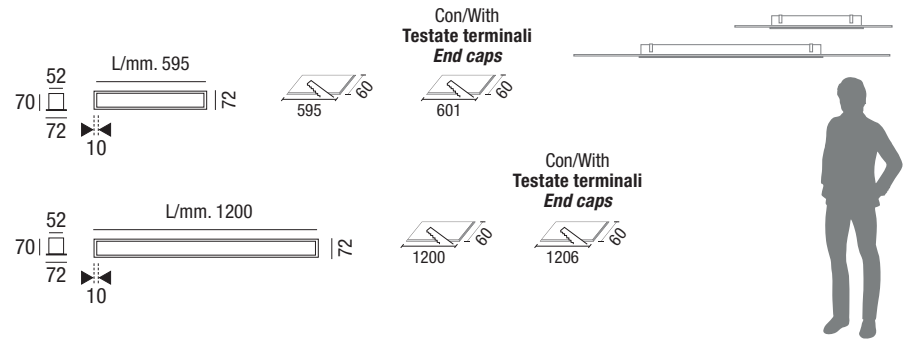 Con/With
Testate terminali
End caps
L/mm. 595
52
70
72
72
10
595
60
601
60
Con/With
Testate terminali
End caps
L/mm. 1200
52
70
72
72
10
1200
60
1206
60